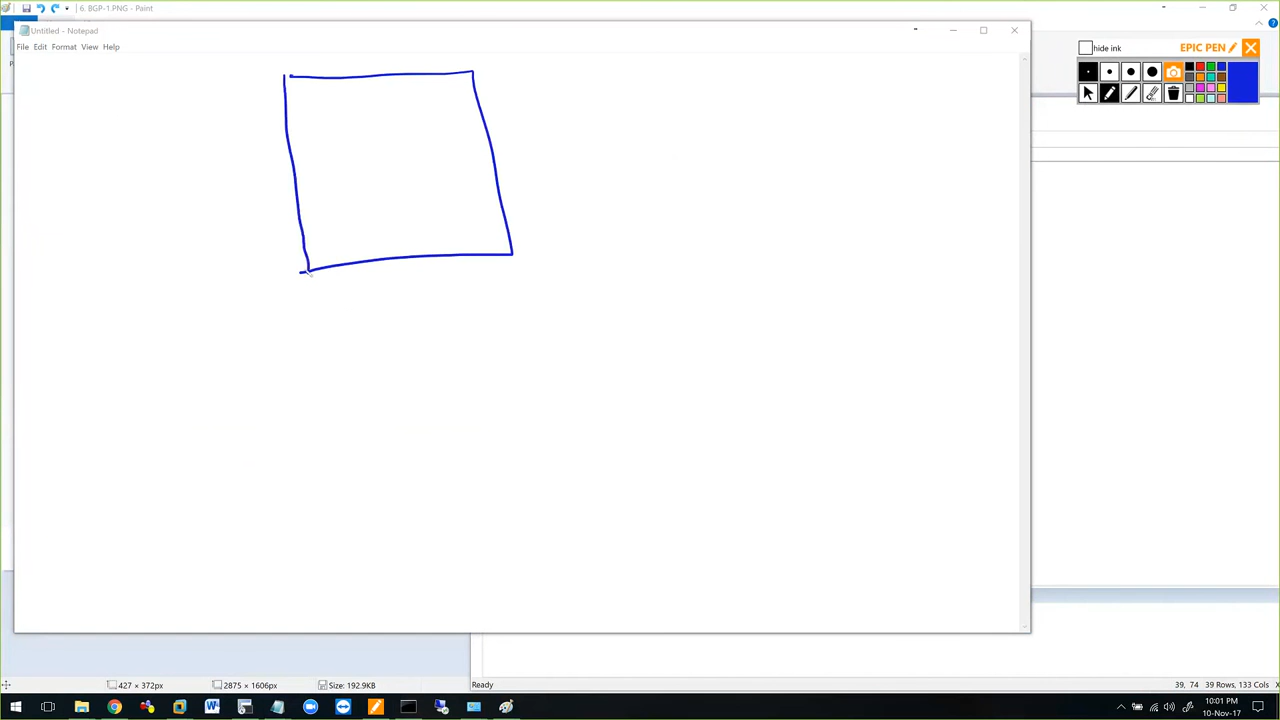 6. BGP-1.PNG - Paint
Untitled - Notepad
File Edit Format View Help
hide ink EPIC PEN
427 × 372px 2875 × 1606px Size: 192.9KB
Ready 39, 74 39 Rows, 133 Cols
10:01 PM
10-Nov-17